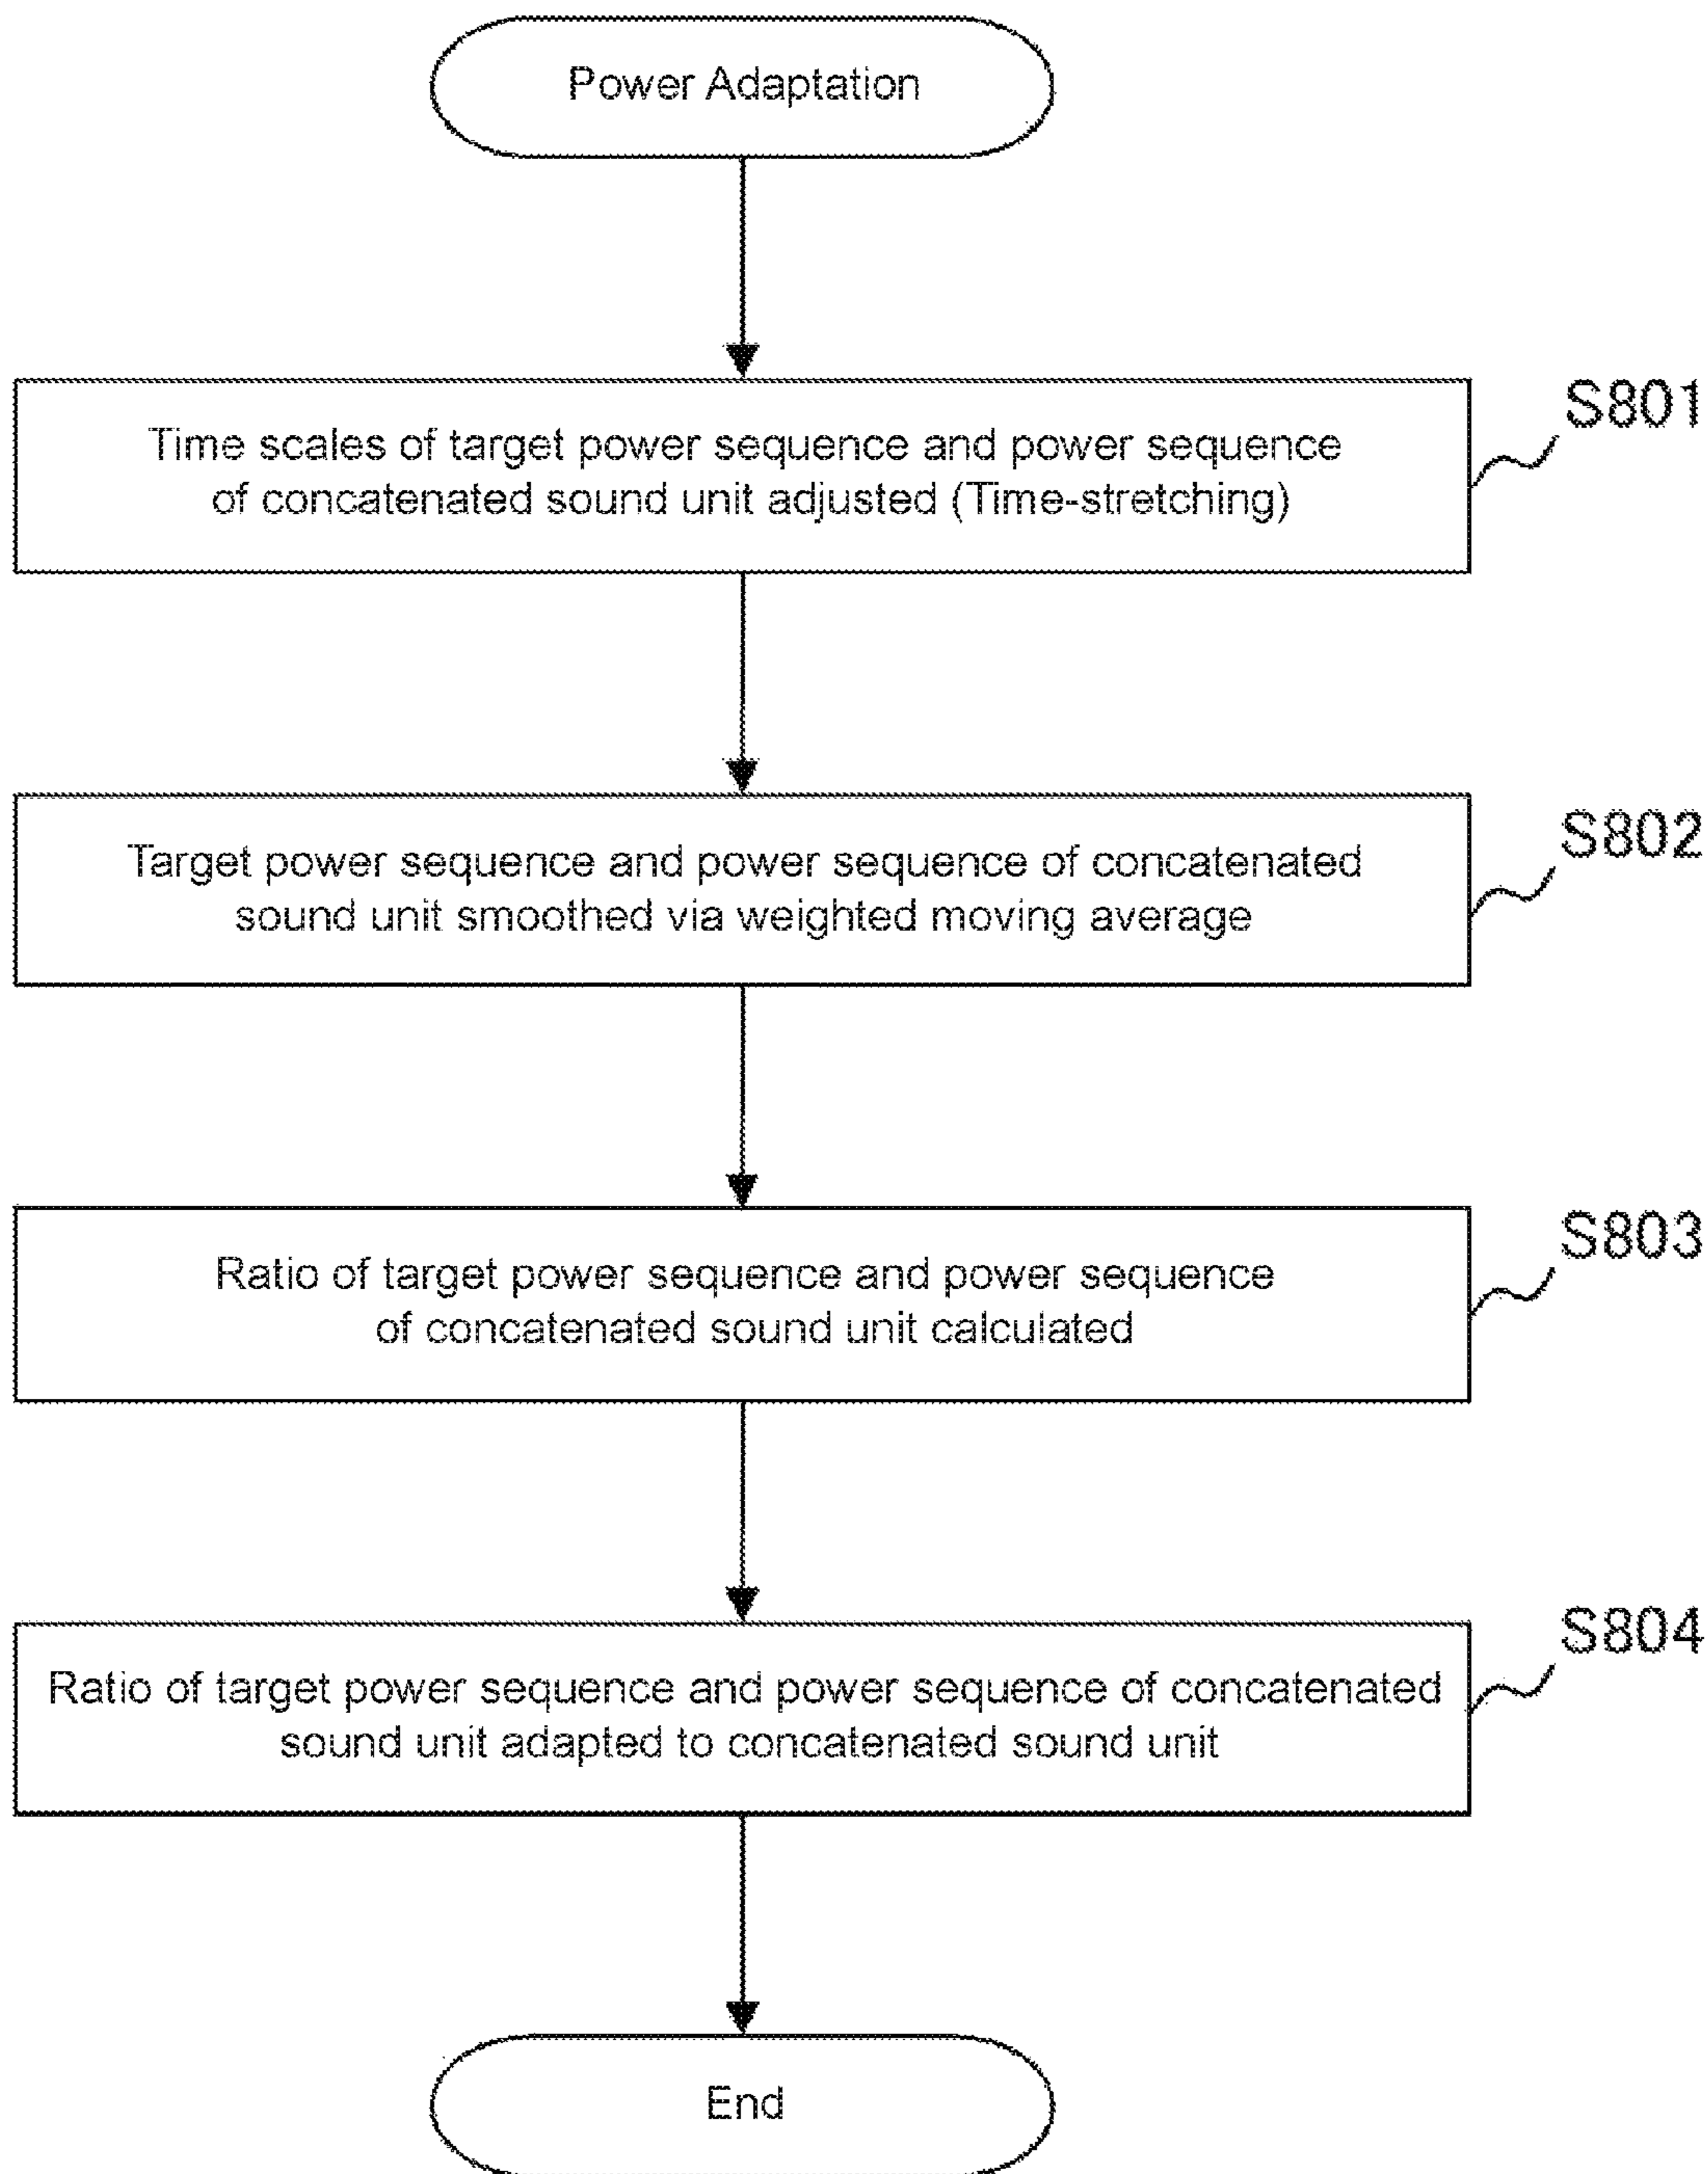 Power Adaptation
S801
Time scales of target power sequence and power sequence
of concatenated sound unit adjusted (Time-stretching)
S802
Target power sequence and power sequence of concatenated
sound unit smoothed via weighted moving average
S803
Ratio of target power sequence and power sequence
of concatenated sound unit calculated
S804
Ratio of target power sequence and power sequence of concatenated
sound unit adapted to concatenated sound unit
End